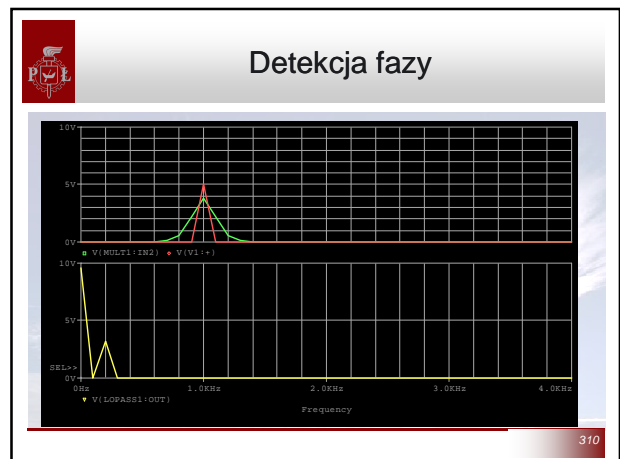 P Ł
Detekcja fazy
10V
5V
0V
V(MULT1:IN2) V(V1:+)
10V
5V
SEL>>
0V
0Hz 1.0KHz 2.0KHz 3.0KHz 4.0KHz
V(LOPASS1:OUT)
Frequency
310